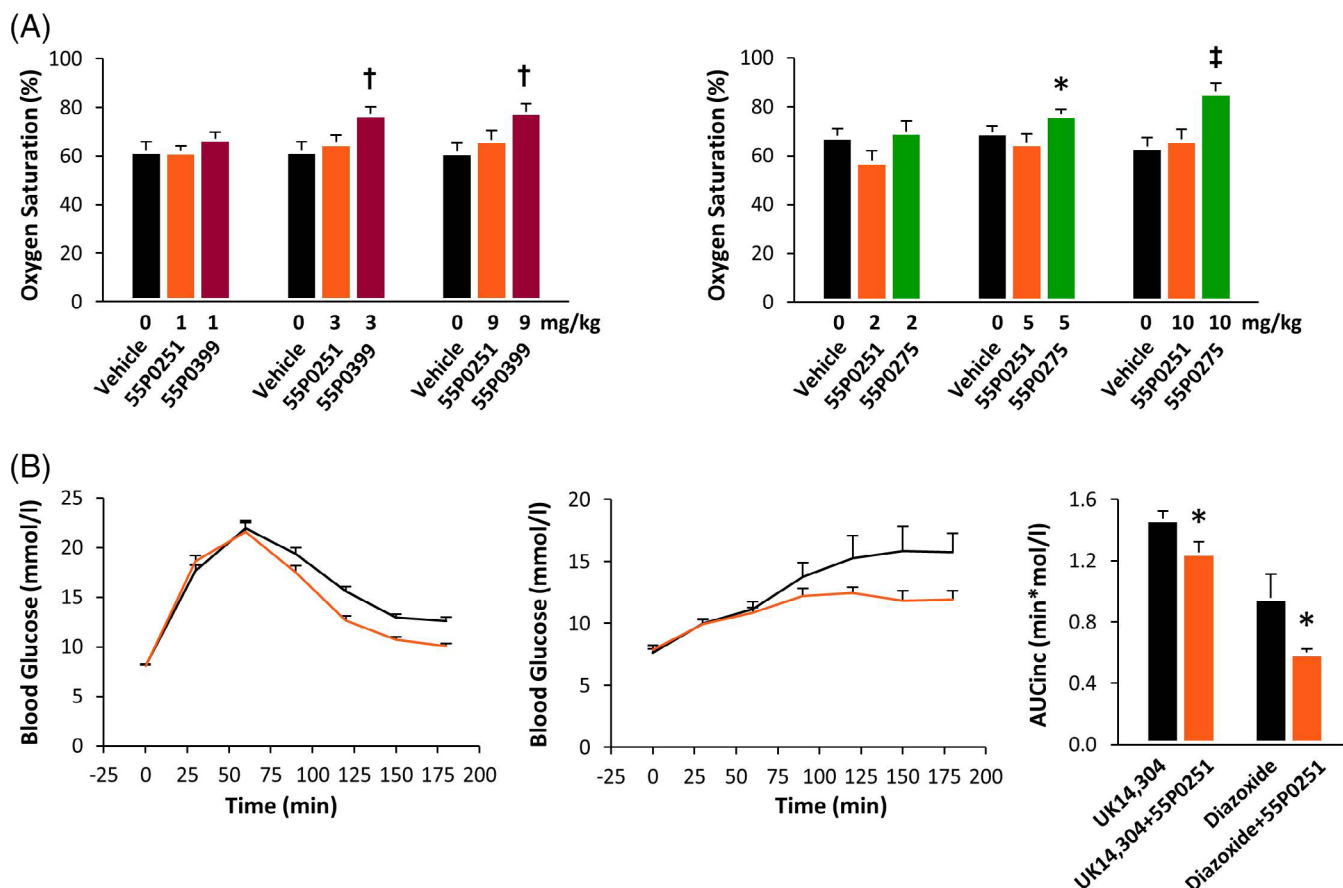 (A)
Oxygen Saturation (%)
100
80
60
40
20
0
† †
0 1 1 0 3 3 0 9 9 mg/kg
Vehicle 55P0251 55P0399 Vehicle 55P0251 55P0399 Vehicle 55P0251 55P0399
Oxygen Saturation (%)
100
80
60
40
20
0
* ‡
0 2 2 0 5 5 0 10 10 mg/kg
Vehicle 55P0251 55P0275 Vehicle 55P0251 55P0275 Vehicle 55P0251 55P0275
(B)
Blood Glucose (mmol/l)
25
20
15
10
5
0
-25 0 25 50 75 100 125 150 175 200
Time (min)
Blood Glucose (mmol/l)
20
15
10
5
0
-25 0 25 50 75 100 125 150 175 200
Time (min)
AUCinc (min*mol/l)
1.6
1.2
0.8
0.4
0.0
* *
UK14,304
UK14,304+55P0251
Diazoxide
Diazoxide+55P0251